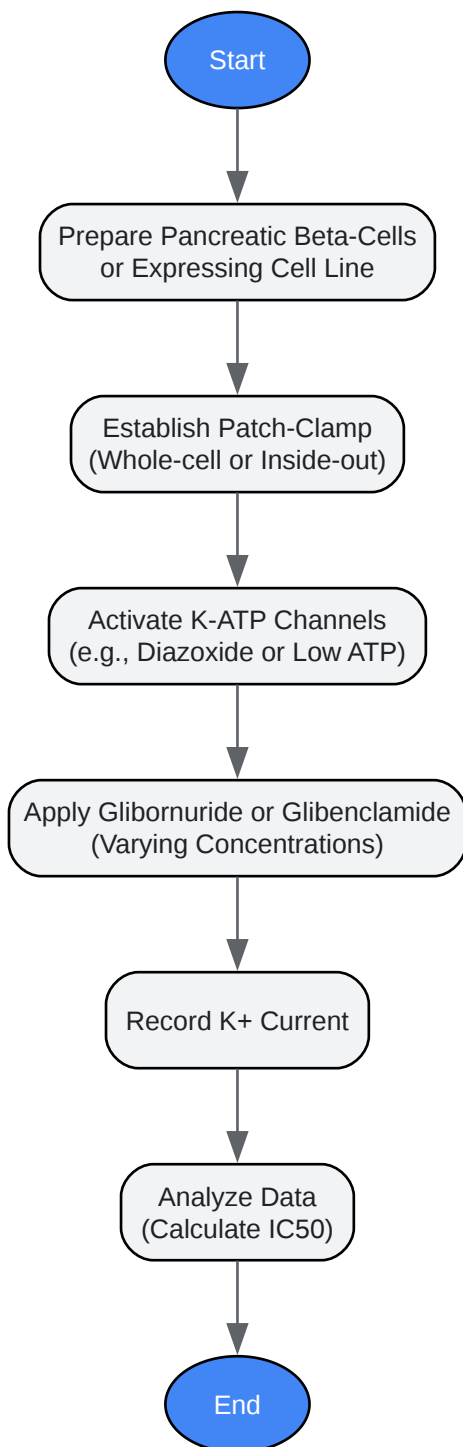 Start
Prepare Pancreatic Beta-Cells
or Expressing Cell Line
Establish Patch-Clamp
(Whole-cell or Inside-out)
Activate K-ATP Channels
(e.g., Diazoxide or Low ATP)
Apply Glibornuride or Glibenclamide
(Varying Concentrations)
Record K+ Current
Analyze Data
(Calculate IC50)
End